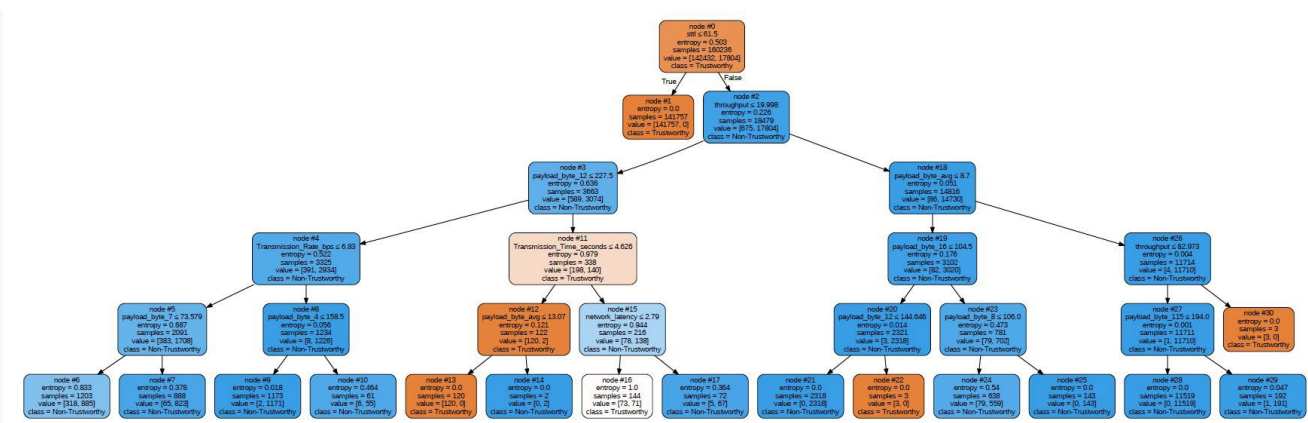 node #0
sttl ≤ 61.5
entropy = 0.503
samples = 160236
value = [142432, 17804]
class = Trustworthy
True
False
node #1
entropy = 0.0
samples = 141757
value = [141757, 0]
class = Trustworthy
node #2
throughput ≤ 19.998
entropy = 0.226
samples = 18479
value = [675, 17804]
class = Non-Trustworthy
node #3
payload_byte_12 ≤ 227.5
entropy = 0.636
samples = 3663
value = [589, 3074]
class = Non-Trustworthy
node #18
payload_byte_avg ≤ 8.7
entropy = 0.051
samples = 14816
value = [86, 14730]
class = Non-Trustworthy
node #4
Transmission_Rate_bps ≤ 6.83
entropy = 0.522
samples = 3325
value = [391, 2934]
class = Non-Trustworthy
node #11
Transmission_Time_seconds ≤ 4.626
entropy = 0.979
samples = 338
value = [198, 140]
class = Trustworthy
node #19
payload_byte_16 ≤ 104.5
entropy = 0.176
samples = 3102
value = [82, 3020]
class = Non-Trustworthy
node #26
throughput ≤ 82.973
entropy = 0.004
samples = 11714
value = [4, 11710]
class = Non-Trustworthy
node #5
payload_byte_7 ≤ 73.579
entropy = 0.687
samples = 2091
value = [383, 1708]
class = Non-Trustworthy
node #8
payload_byte_4 ≤ 158.5
entropy = 0.056
samples = 1234
value = [8, 1226]
class = Non-Trustworthy
node #12
payload_byte_avg ≤ 13.07
entropy = 0.121
samples = 122
value = [120, 2]
class = Trustworthy
node #15
network_latency ≤ 2.79
entropy = 0.944
samples = 216
value = [78, 138]
class = Non-Trustworthy
node #20
payload_byte_12 ≤ 144.646
entropy = 0.014
samples = 2321
value = [3, 2318]
class = Non-Trustworthy
node #23
payload_byte_8 ≤ 106.0
entropy = 0.473
samples = 781
value = [79, 702]
class = Non-Trustworthy
node #27
payload_byte_115 ≤ 194.0
entropy = 0.001
samples = 11711
value = [1, 11710]
class = Non-Trustworthy
node #30
entropy = 0.0
samples = 3
value = [3, 0]
class = Trustworthy
node #6
entropy = 0.833
samples = 1203
value = [318, 885]
class = Non-Trustworthy
node #7
entropy = 0.378
samples = 888
value = [65, 823]
class = Non-Trustworthy
node #9
entropy = 0.018
samples = 1173
value = [2, 1171]
class = Non-Trustworthy
node #10
entropy = 0.464
samples = 61
value = [6, 55]
class = Non-Trustworthy
node #13
entropy = 0.0
samples = 120
value = [120, 0]
class = Trustworthy
node #14
entropy = 0.0
samples = 2
value = [0, 2]
class = Non-Trustworthy
node #16
entropy = 1.0
samples = 144
value = [73, 71]
class = Trustworthy
node #17
entropy = 0.364
samples = 72
value = [5, 67]
class = Non-Trustworthy
node #21
entropy = 0.0
samples = 2318
value = [0, 2318]
class = Non-Trustworthy
node #22
entropy = 0.0
samples = 3
value = [3, 0]
class = Trustworthy
node #24
entropy = 0.54
samples = 638
value = [79, 559]
class = Non-Trustworthy
node #25
entropy = 0.0
samples = 143
value = [0, 143]
class = Non-Trustworthy
node #28
entropy = 0.0
samples = 11519
value = [0, 11519]
class = Non-Trustworthy
node #29
entropy = 0.047
samples = 192
value = [1, 191]
class = Non-Trustworthy